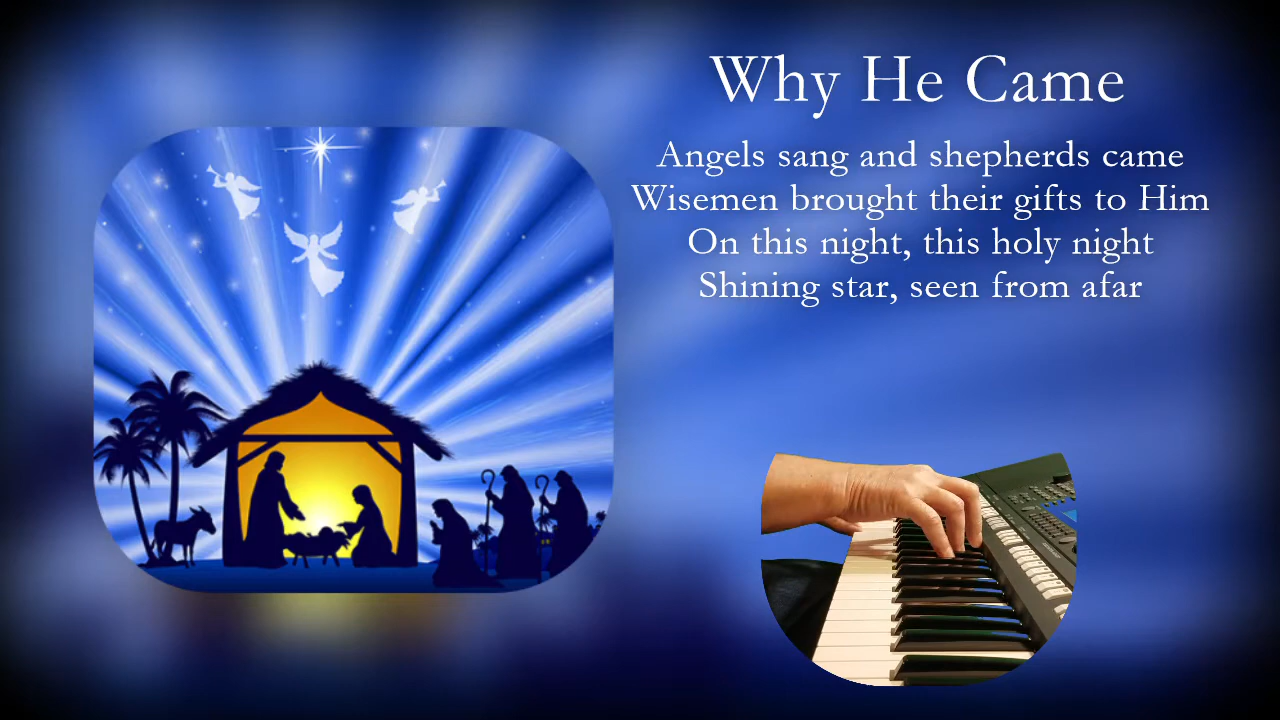 Why He Came
Angels sang and shepherds came
Wisemen brought their gifts to Him
On this night, this holy night
Shining star, seen from afar